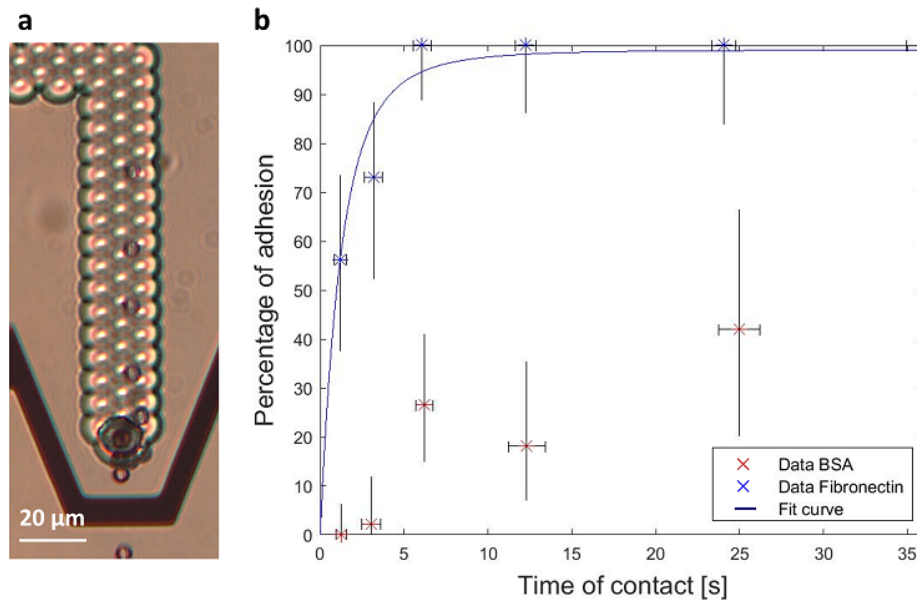 a
20 µm
b
Percentage of adhesion
100
90
80
70
60
50
40
30
20
10
0
0
5
10
15
20
25
30
35
Time of contact [s]
Data BSA
Data Fibronectin
Fit curve